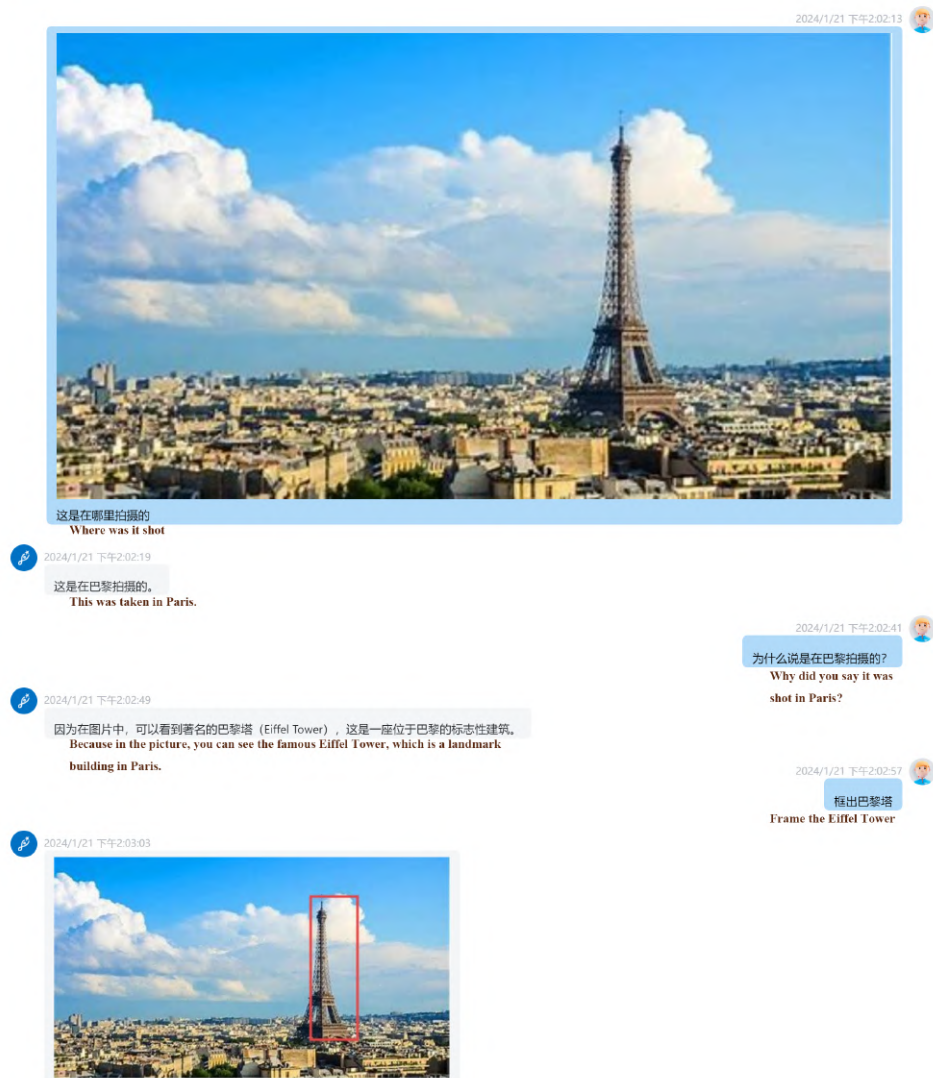 2024/1/21 下午2:02:13
这是在哪里拍摄的
Where was it shot
2024/1/21 下午2:02:19
这是在巴黎拍摄的。
This was taken in Paris.
2024/1/21 下午2:02:41
为什么说是在巴黎拍摄的?
Why did you say it was
shot in Paris?
2024/1/21 下午2:02:49
因为在图片中，可以看到著名的巴黎塔（Eiffel Tower），这是一座位于巴黎的标志性建筑。
Because in the picture, you can see the famous Eiffel Tower, which is a landmark
building in Paris.
2024/1/21 下午2:02:57
框出巴黎塔
Frame the Eiffel Tower
2024/1/21 下午2:03:03